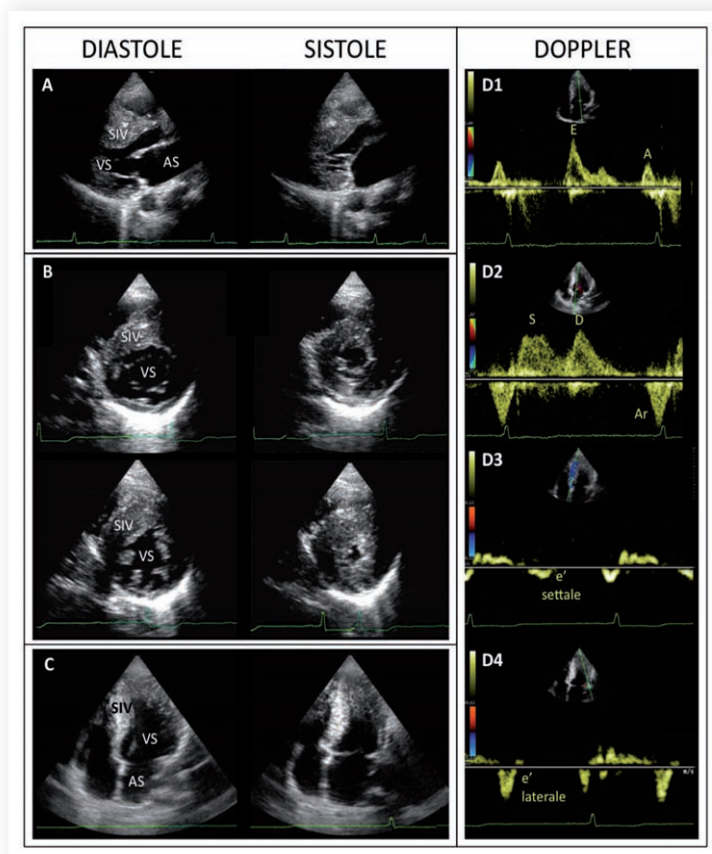 DIASTOLE SISTOLE DOPPLER
A
SIV
VS
AS
B
SIV
VS
SIV
VS
C
SIV
VS
AS
D1
E
A
D2
S D
Ar
D3
e'
settale
D4
e'
laterale